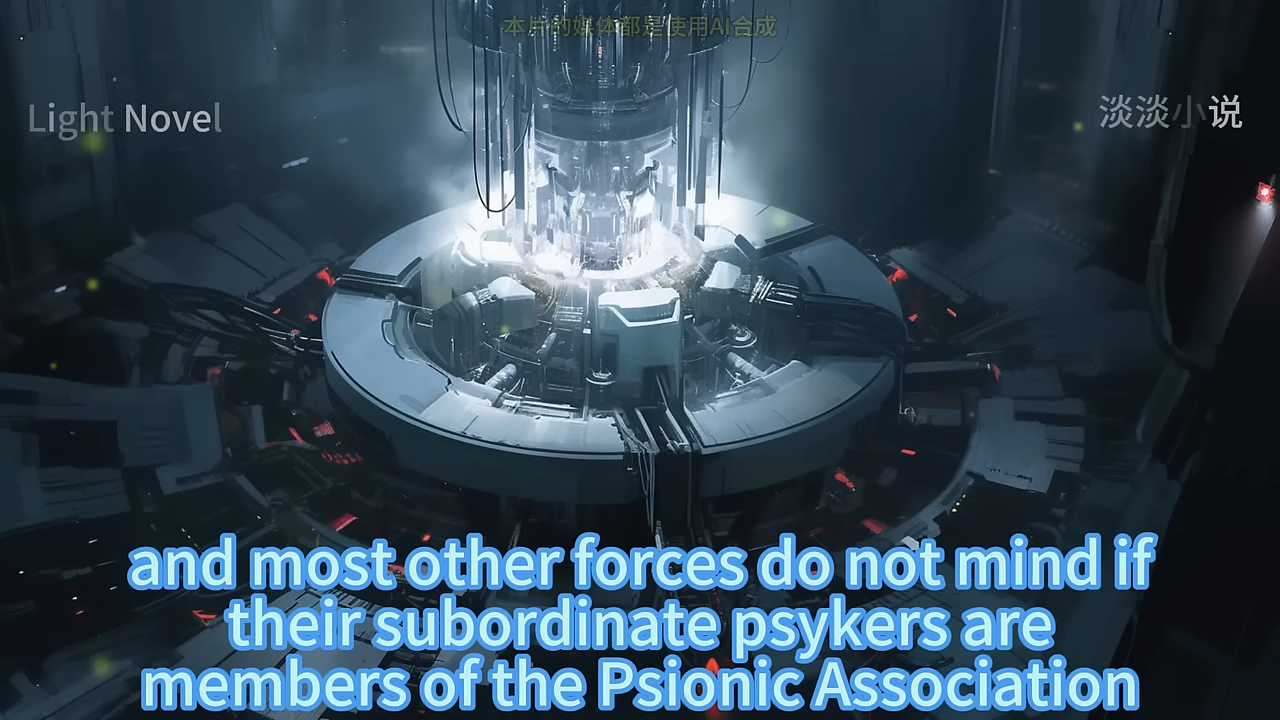 本片的媒体都是使用AI合成
Light Novel
淡淡小说
and most other forces do not mind if
their subordinate psykers are
members of the Psionic Association